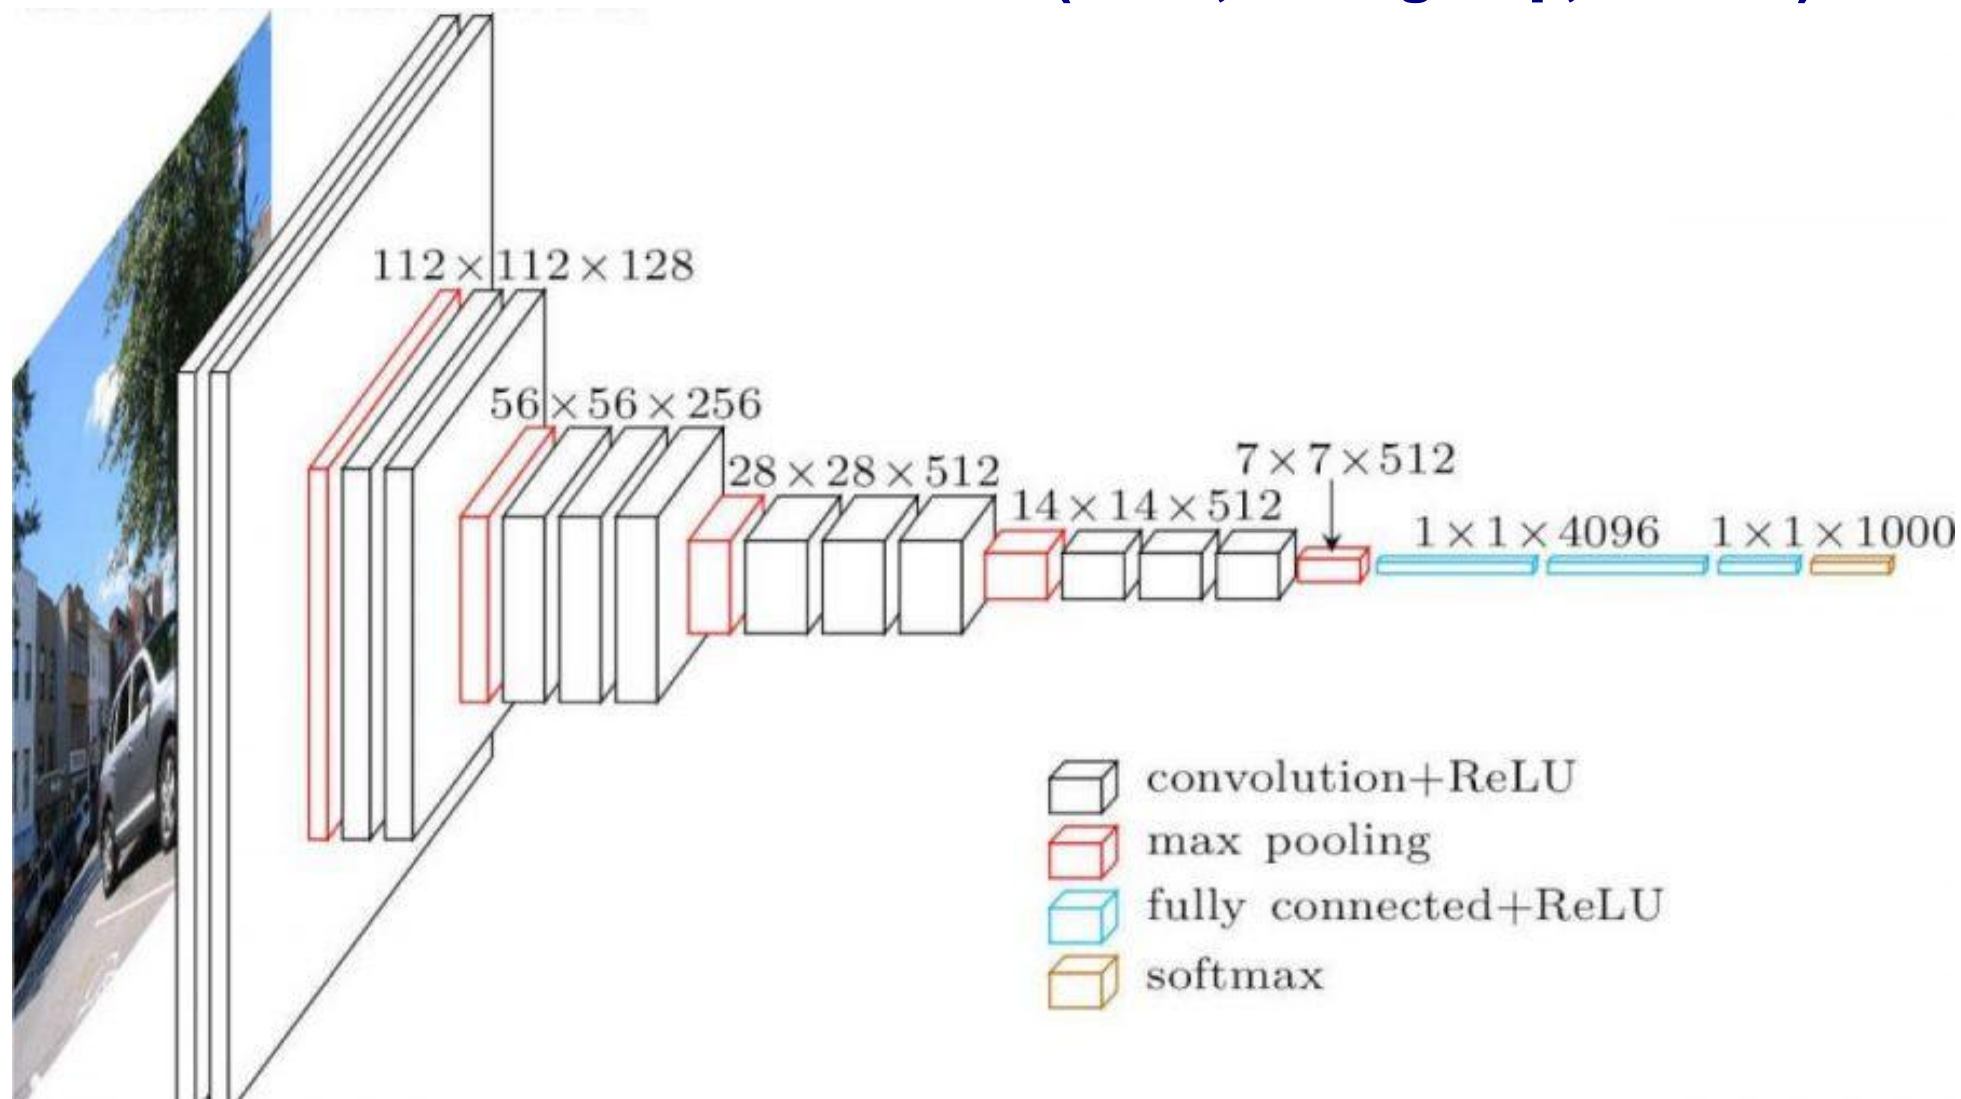 112×112×128
56×56×256
28×28×512
14×14×512
7×7×512
1×1×4096
1×1×1000
convolution+ReLU
max pooling
fully connected+ReLU
softmax